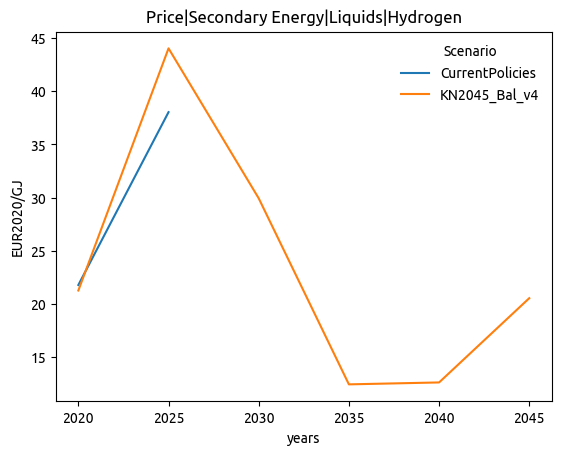 Price|Secondary Energy|Liquids|Hydrogen
Scenario
CurrentPolicies
KN2045_Bal_v4
EUR2020/GJ
45
40
35
30
25
20
15
2020 2025 2030 2035 2040 2045
years